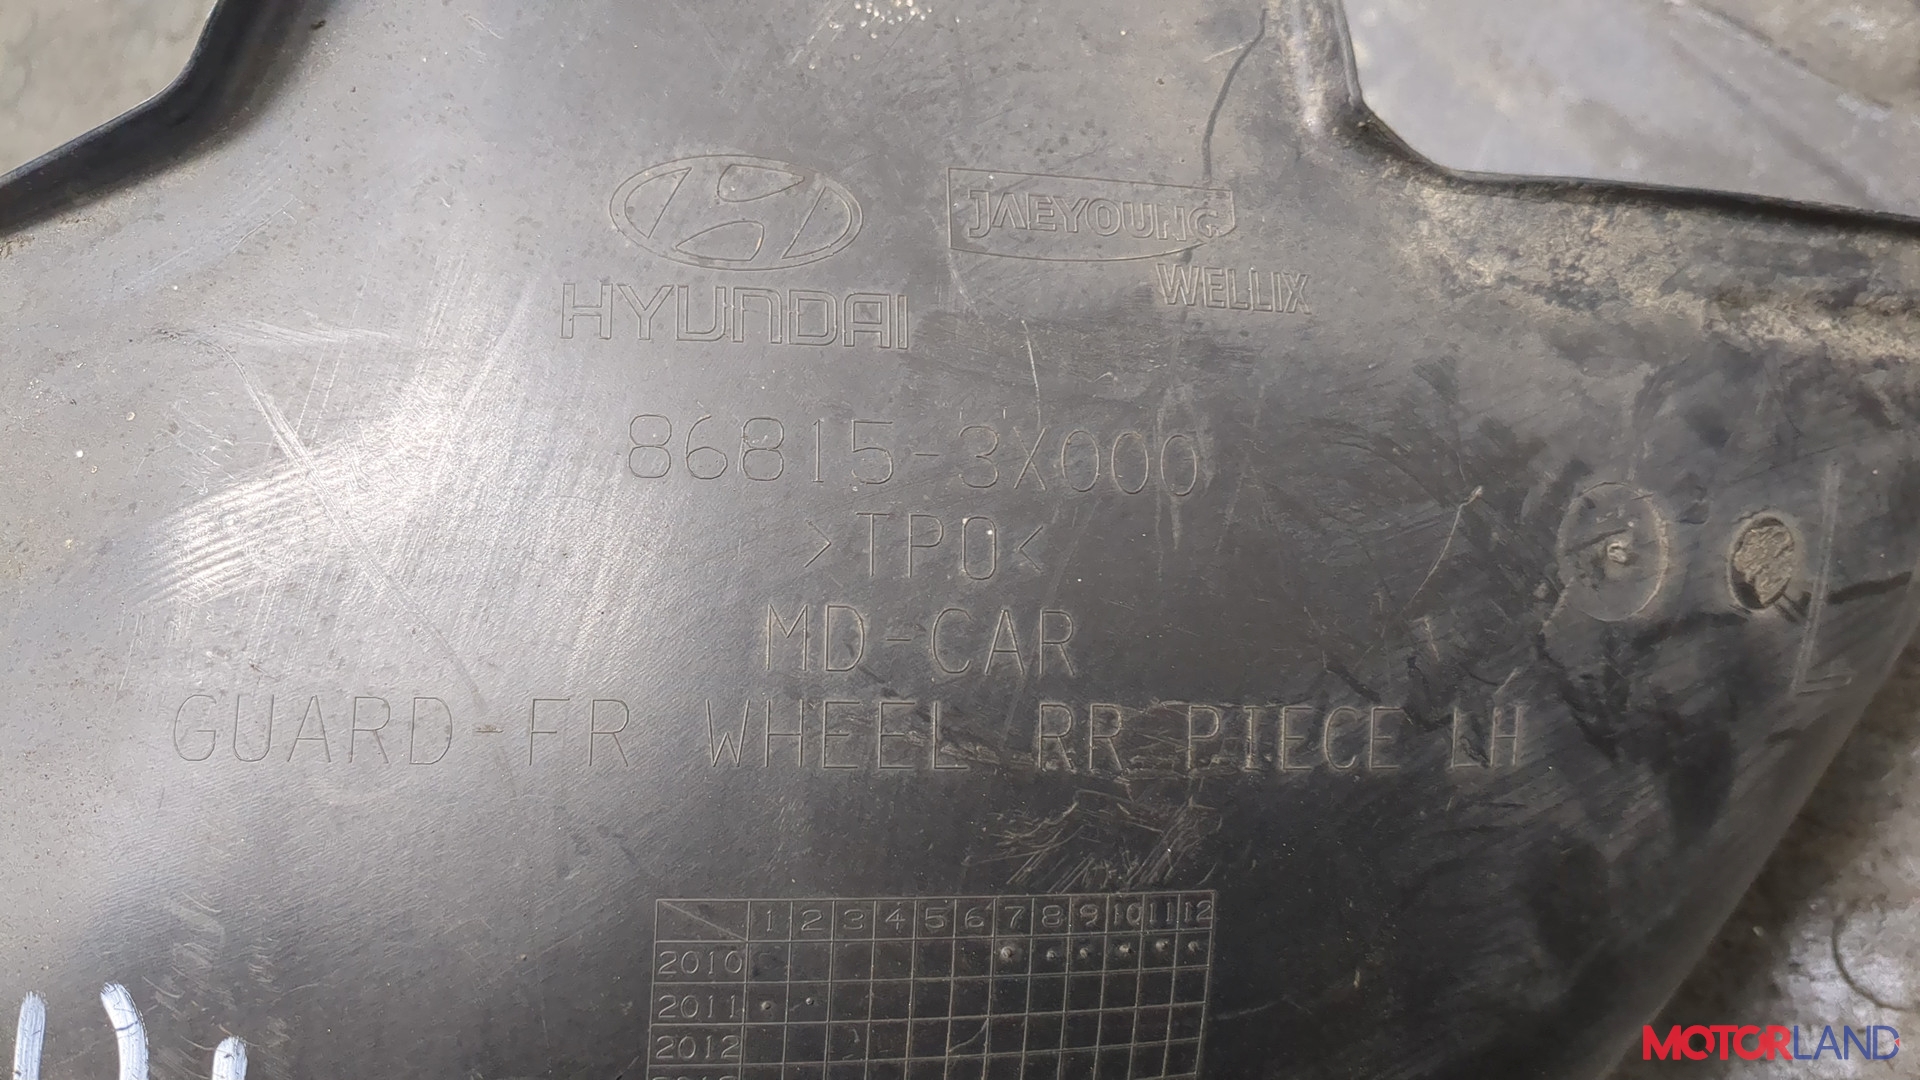 HYUNDAI
JAEYOUNG
WELLIX
86815-3X000
>TPO<
MD-CAR
GUARD-FR WHEEL RR PIECE LH
L
1 2 3 4 5 6 7 8 9 10 11 12
2010
2011
2012
MOTORLAND